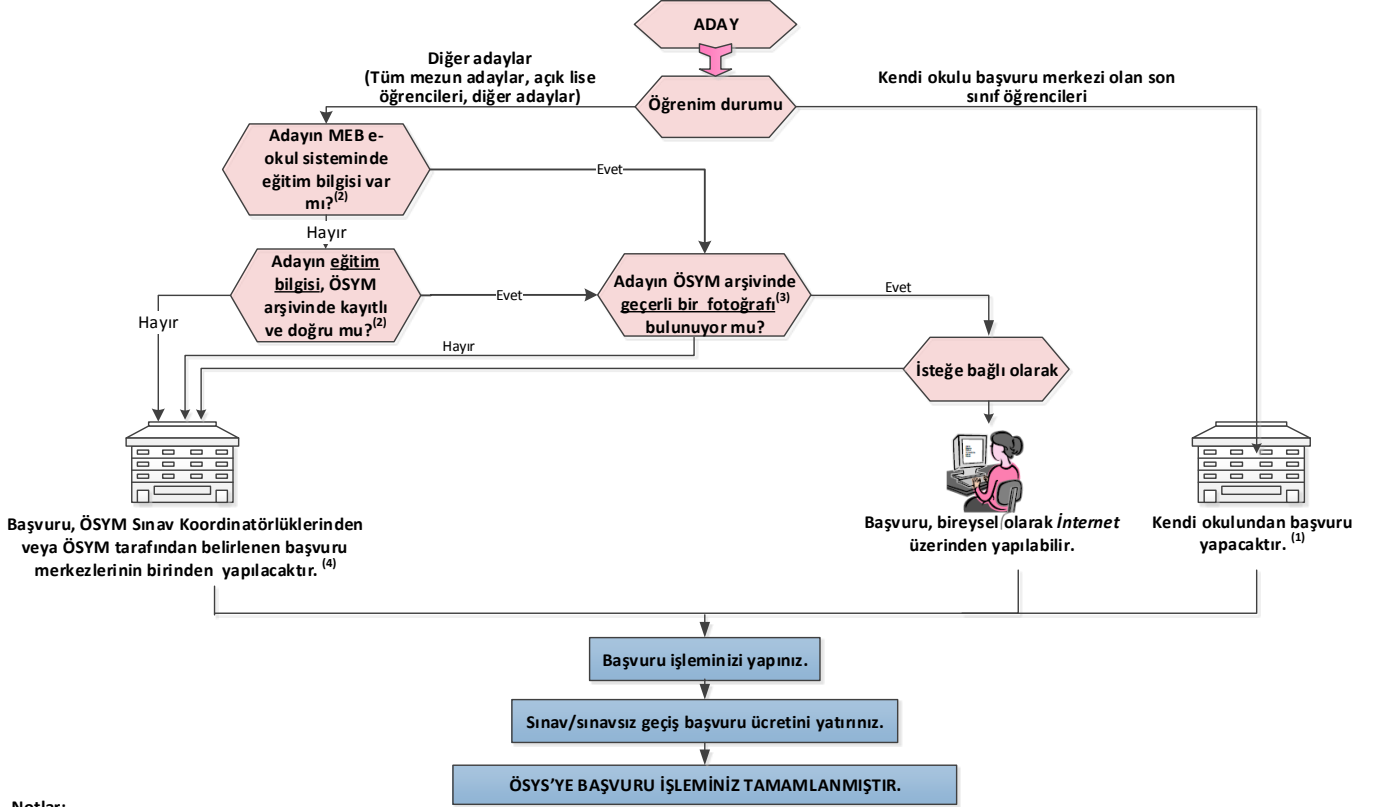 ADAY
Diğer adaylar
(Tüm mezun adaylar, açık lise
öğrencileri, diğer adaylar)
Öğrenim durumu
Kendi okulu başvuru merkezi olan son
sınıf öğrencileri
Adayın MEB e-
okul sisteminde
eğitim bilgisi var
mı?(2)
Evet
Hayır
Adayın eğitim
bilgisi, ÖSYM
arşivinde kayıtlı
ve doğru mu?(2)
Evet
Adayın ÖSYM arşivinde
geçerli bir fotoğrafı(3)
bulunuyor mu?
Evet
Hayır
Hayır
İsteğe bağlı olarak
Başvuru, ÖSYM Sınav Koordinatörlüklerinden
veya ÖSYM tarafından belirlenen başvuru
merkezlerinin birinden yapılacaktır. (4)
Başvuru, bireysel olarak İnternet
üzerinden yapılabilir.
Kendi okulundan başvuru
yapacaktır. (1)
Başvuru işleminizi yapınız.
Sınav/sınavsız geçiş başvuru ücretini yatırınız.
ÖSYS'YE BAŞVURU İŞLEMİNİZ TAMAMLANMIŞTIR.
Notlar: